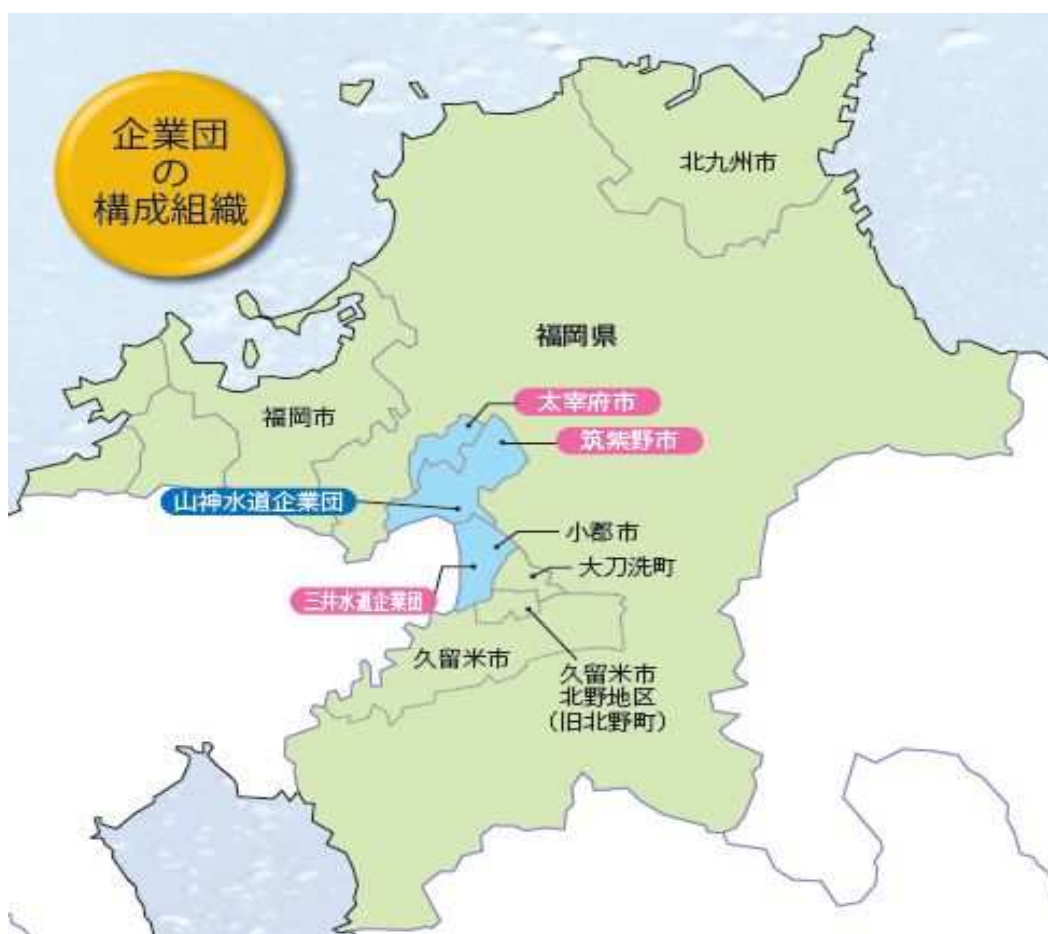 企業団
の
構成組織
北九州市
福岡県
太宰府市
福岡市
筑紫野市
山神水道企業団
小郡市
大刀洗町
三井水道企業団
久留米市
久留米市
北野地区
（旧北野町）